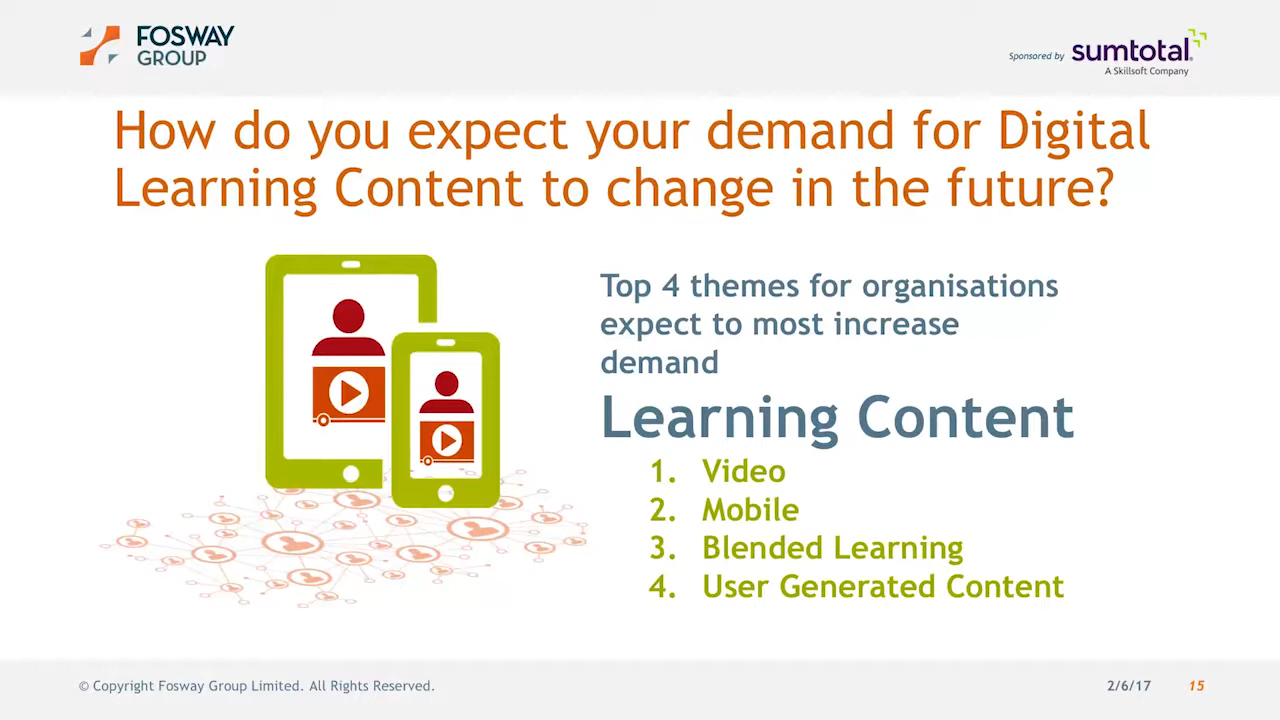 FOSWAY
GROUP
Sponsored by
sumtotal®
A Skillsoft Company
How do you expect your demand for Digital
Learning Content to change in the future?
Top 4 themes for organisations
expect to most increase
demand
Learning Content
1. Video
2. Mobile
3. Blended Learning
4. User Generated Content
© Copyright Fosway Group Limited. All Rights Reserved.
2/6/17 15